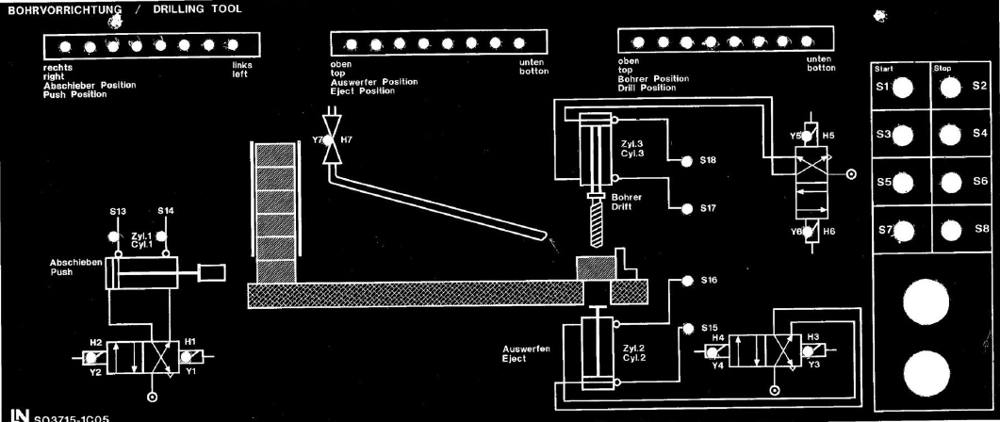 BOHRVORRICHTUNG / DRILLING TOOL
rechts
right
links
left
Abschieber Position
Push Position
oben
top
unten
botton
Auswerfer Position
Eject Position
oben
top
unten
botton
Bohrer Position
Drill Position
Start
Stop
S1
S2
S3
S4
S5
S6
S7
S8
Y7
H7
Zyl.3
Cyl.3
S18
Bohrer
Drift
S17
Y5
H5
Y6
H6
S13
S14
Zyl.1
Cyl.1
Abschieben
Push
H2
H1
Y2
Y1
S16
S15
Auswerfen
Eject
Zyl.2
Cyl.2
H4
H3
Y4
Y3
LN SO3715-1C05